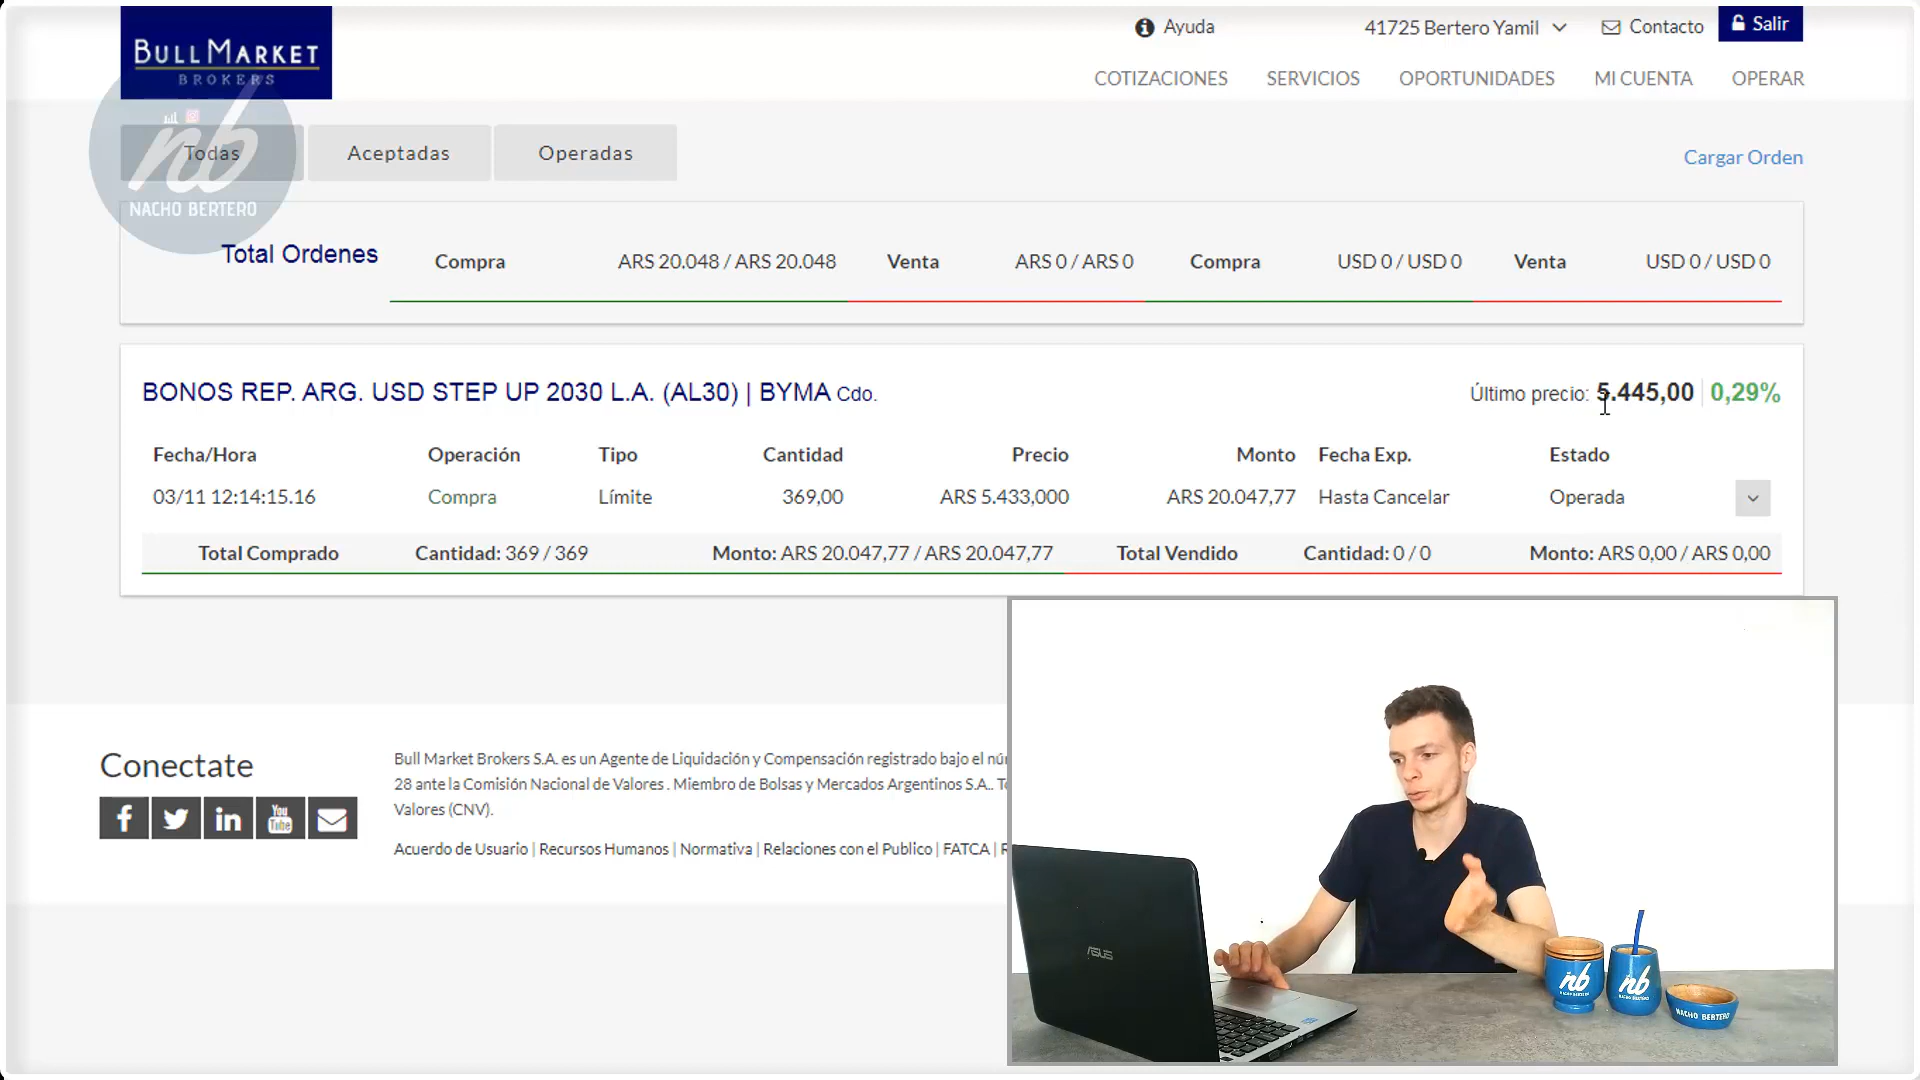 BULLMARKET
BROKERS
Ayuda
41725 Bertero Yamil
Contacto
Salir
COTIZACIONES
SERVICIOS
OPORTUNIDADES
MI CUENTA
OPERAR
nb
NACHO BERTERO
Todas
Aceptadas
Operadas
Cargar Orden
Total Ordenes
Compra
ARS 20.048 / ARS 20.048
Venta
ARS 0 / ARS 0
Compra
USD 0 / USD 0
Venta
USD 0 / USD 0
BONOS REP. ARG. USD STEP UP 2030 L.A. (AL30) | BYMA Cdo.
Último precio: 5.445,00 0,29%
Fecha/Hora Operación Tipo Cantidad Precio Monto Fecha Exp. Estado
03/11 12:14:15.16 Compra Límite 369,00 ARS 5.433,000 ARS 20.047,77 Hasta Cancelar Operada
Total Comprado Cantidad: 369 / 369 Monto: ARS 20.047,77 / ARS 20.047,77 Total Vendido Cantidad: 0 / 0 Monto: ARS 0,00 / ARS 0,00
Conectate
You
Tube
Bull Market Brokers S.A. es un Agente de Liquidación y Compensación registrado bajo el
28 ante la Comisión Nacional de Valores . Miembro de Bolsas y Mercados Argentinos S.A..
Valores (CNV).
Acuerdo de Usuario | Recursos Humanos | Normativa | Relaciones con el Publico | FATCA |
ASUS
nb
NACHO BERTERO
nb
NACHO BERTERO
NACHO BERTERO